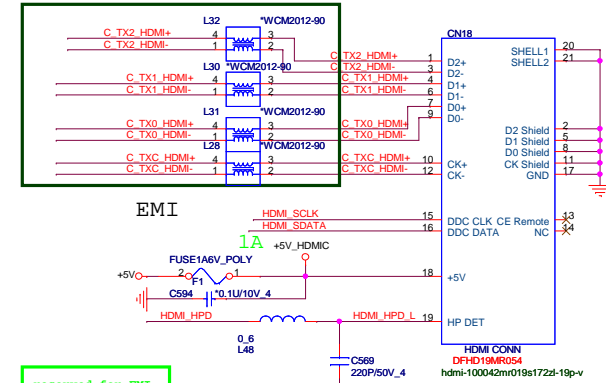 L32 *WCM2012-90
C_TX2_HDMI+ 4 3
C_TX2_HDMI- 1 2
L30 *WCM2012-90
C_TX1_HDMI+ 4 3
C_TX1_HDMI- 1 2
L31 *WCM2012-90
C_TX0_HDMI+ 4 3
C_TX0_HDMI- 1 2
L28 *WCM2012-90
C_TXC_HDMI+ 4 3
C_TXC_HDMI- 1 2
EMI
CN18
C_TX2_HDMI+ 1 D2+
C_TX2_HDMI- 3 D2-
C_TX1_HDMI+ 4 D1+
C_TX1_HDMI- 6 D1-
C_TX0_HDMI+ 7 D0+
C_TX0_HDMI- 9 D0-
C_TXC_HDMI+ 10 CK+
C_TXC_HDMI- 12 CK-
SHELL1 20
SHELL2 21
D2 Shield 2
D1 Shield 5
D0 Shield 8
CK Shield 11
GND 17
HDMI_SCLK 15 DDC CLK CE Remote 13
HDMI_SDATA 16 DDC DATA NC 14
1A +5V_HDMIC
FUSE1A6V_POLY
+5V 2 1 18 +5V
F1
C594 *0.1U/10V_4
HDMI_HPD HDMI_HPD_L 19 HP DET
0_6
L48
C569
220P/50V_4
HDMI CONN
DFHD19MR054
hdmi-100042mr019s172zl-19p-v